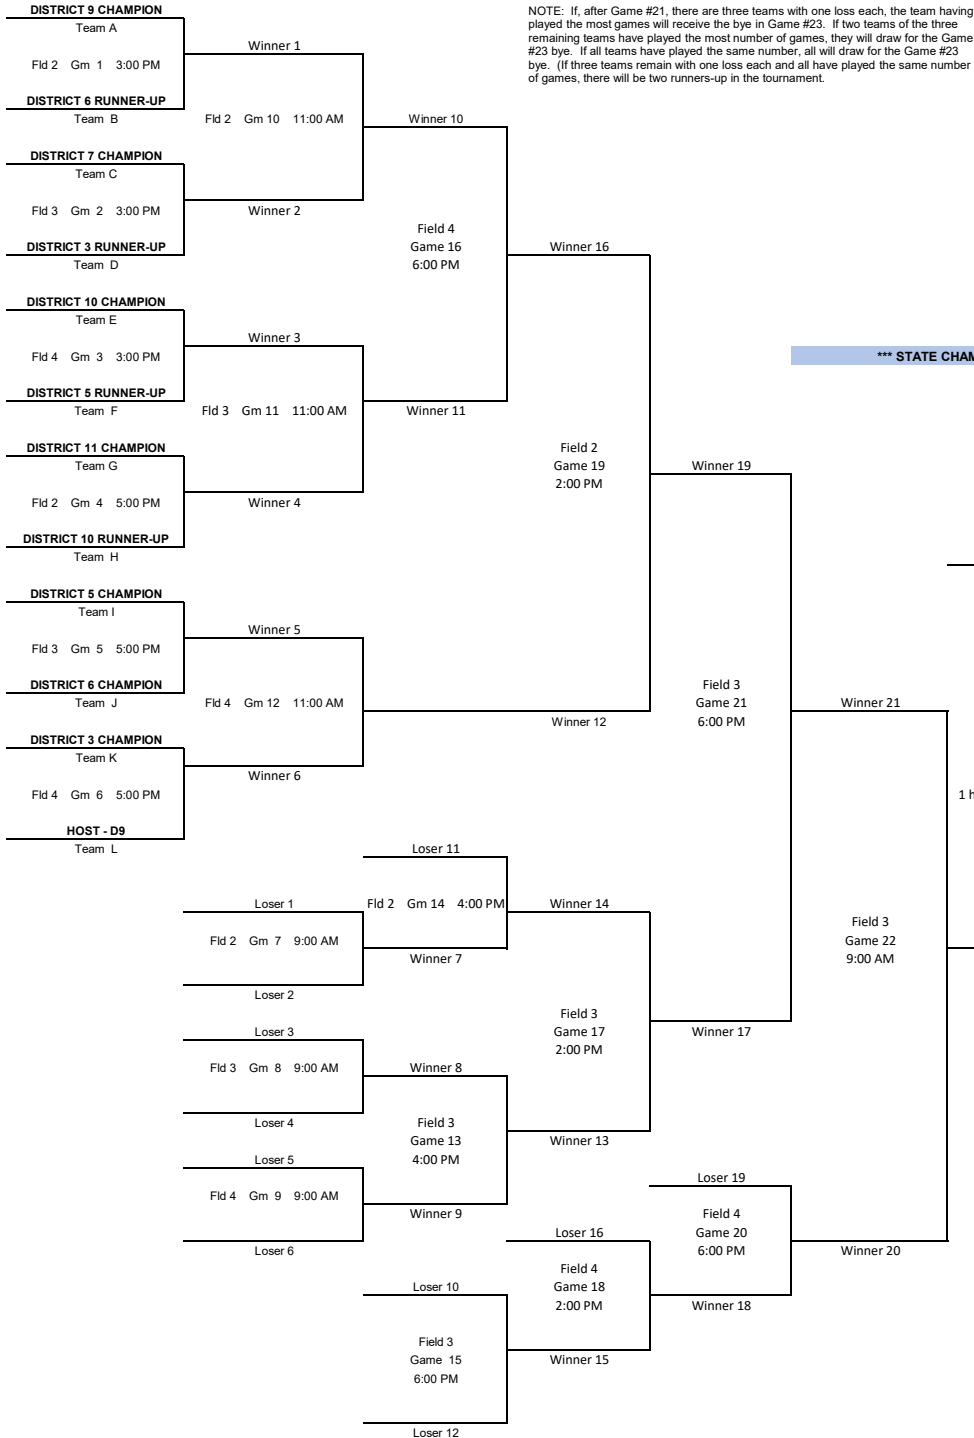 NOTE: If, after Game #21, there are three teams with one loss each, the team having
played the most games will receive the bye in Game #23. If two teams of the three
remaining teams have played the most number of games, they will draw for the Game
#23 bye. If all teams have played the same number, all will draw for the Game #23
bye. (If three teams remain with one loss each and all have played the same number
of games, there will be two runners-up in the tournament.
DISTRICT 9 CHAMPION
Team A
Winner 1
Fld 2 Gm 1 3:00 PM
DISTRICT 6 RUNNER-UP
Team B
Fld 2 Gm 10 11:00 AM
Winner 10
DISTRICT 7 CHAMPION
Team C
Fld 3 Gm 2 3:00 PM
Winner 2
DISTRICT 3 RUNNER-UP
Team D
Field 4
Game 16
6:00 PM
Winner 16
DISTRICT 10 CHAMPION
Team E
Winner 3
Fld 4 Gm 3 3:00 PM
*** STATE CHAM
DISTRICT 5 RUNNER-UP
Team F
Fld 3 Gm 11 11:00 AM
Winner 11
DISTRICT 11 CHAMPION
Team G
Field 2
Game 19
2:00 PM
Winner 19
Fld 2 Gm 4 5:00 PM
Winner 4
DISTRICT 10 RUNNER-UP
Team H
DISTRICT 5 CHAMPION
Team I
Winner 5
Fld 3 Gm 5 5:00 PM
DISTRICT 6 CHAMPION
Team J
Fld 4 Gm 12 11:00 AM
Winner 12
Field 3
Game 21
6:00 PM
Winner 21
DISTRICT 3 CHAMPION
Team K
Winner 6
Fld 4 Gm 6 5:00 PM
1 h
HOST - D9
Team L
Loser 11
Loser 1
Fld 2 Gm 14 4:00 PM
Winner 14
Fld 2 Gm 7 9:00 AM
Winner 7
Loser 2
Field 3
Game 22
9:00 AM
Loser 3
Field 3
Game 17
2:00 PM
Winner 17
Fld 3 Gm 8 9:00 AM
Winner 8
Loser 4
Field 3
Game 13
4:00 PM
Winner 13
Loser 5
Fld 4 Gm 9 9:00 AM
Winner 9
Loser 6
Loser 19
Field 4
Game 20
6:00 PM
Winner 20
Loser 16
Field 4
Game 18
2:00 PM
Winner 18
Loser 10
Field 3
Game 15
6:00 PM
Winner 15
Loser 12